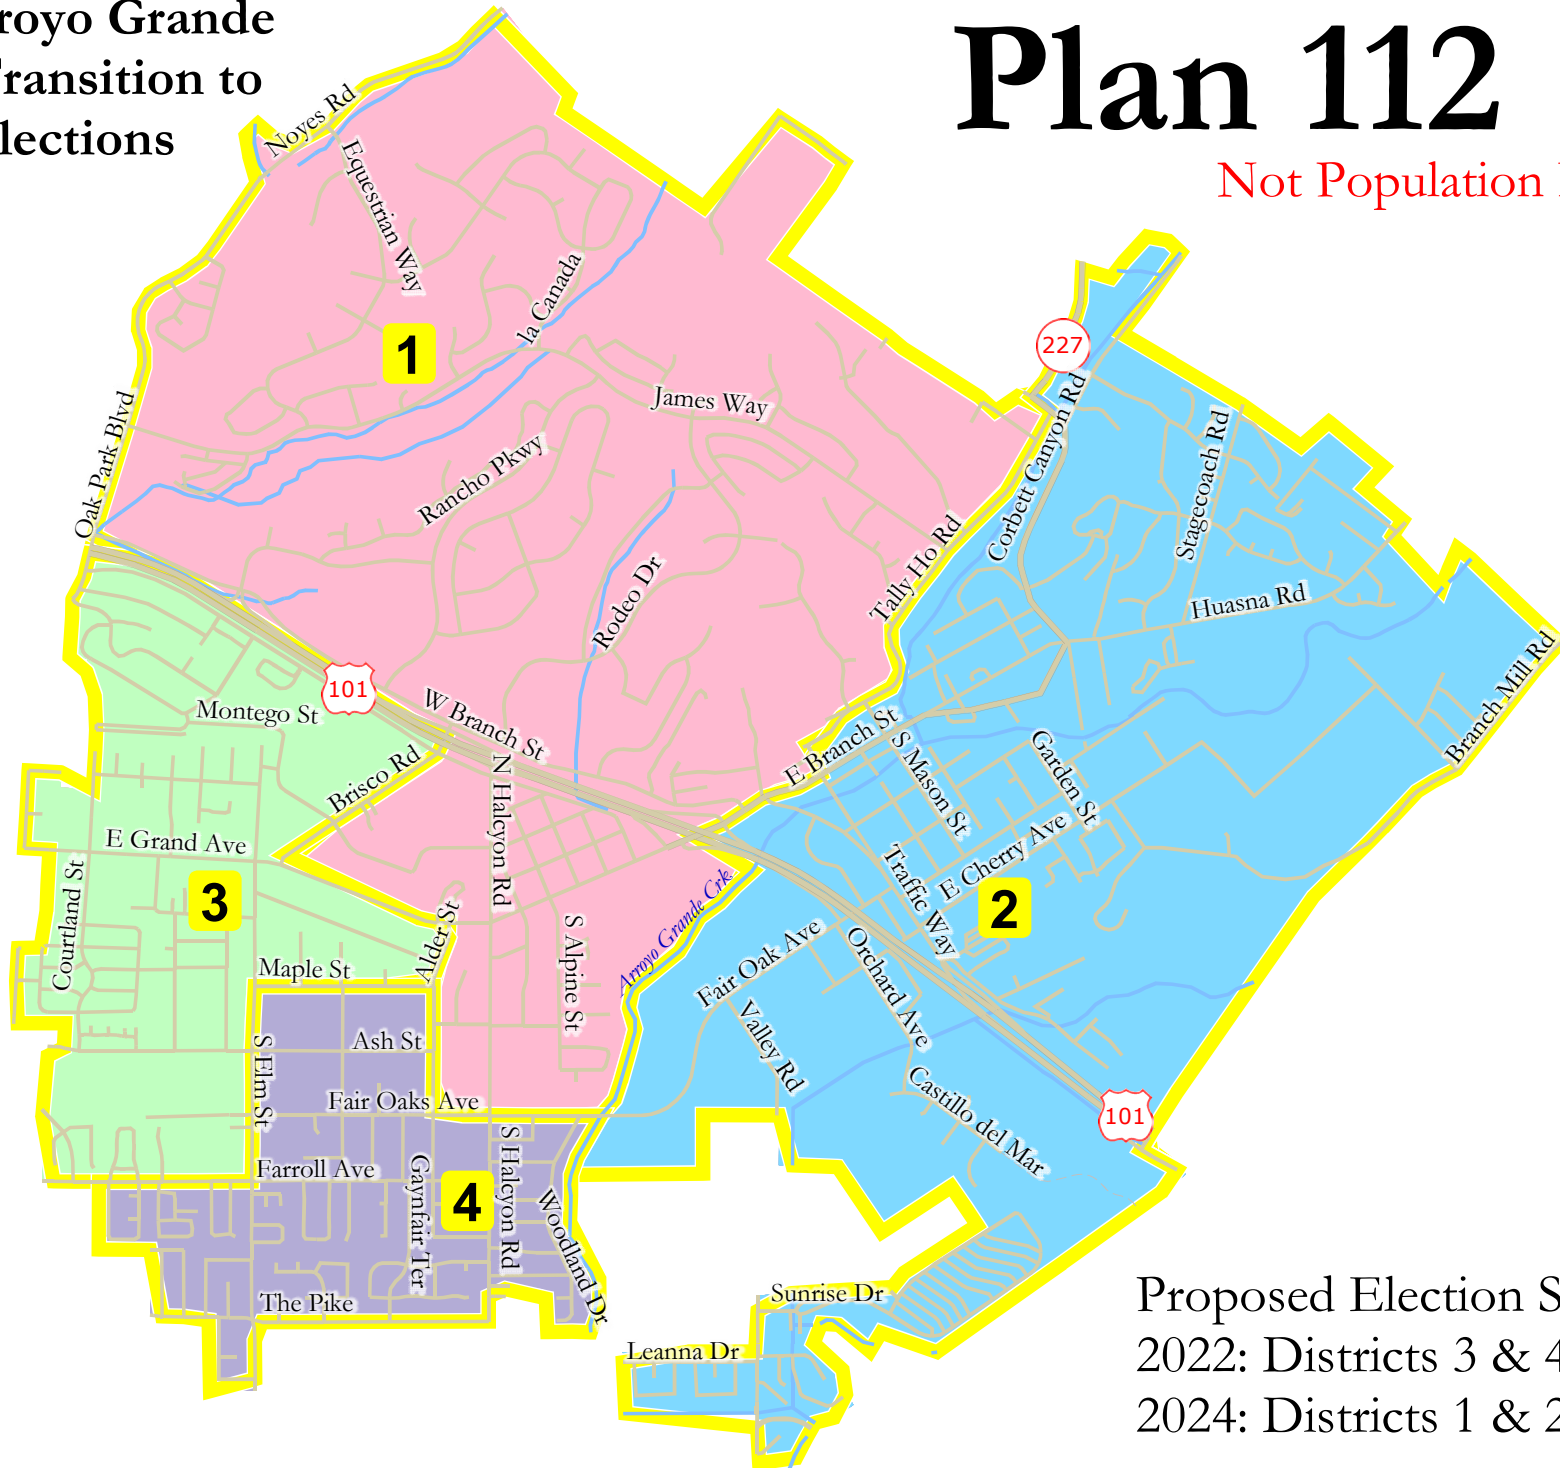 royo Grande
Transition to
lections
Plan 112
Not Population
Noyes Rd
Equestrian Way
la Canada
1
227
James Way
Oak Park Blvd
Rancho Pkwy
Corbett Canyon Rd
Stagecoach Rd
Tally Ho Rd
Rodeo Dr
Huasna Rd
Branch Mill Rd
101
Montego St
W Branch St
E Branch St
S Mason St
Garden St
Brisco Rd
N Halcyon Rd
E Grand Ave
E Cherry Ave
Traffic Way
3
2
Courtland St
Alder St
S Alpine St
Arroyo Grande Crk.
Fair Oak Ave
Orchard Ave
Maple St
Valley Rd
Ash St
S Elm St
Fair Oaks Ave
Castillo del Mar
101
Farroll Ave
Gaynfair Ter
4
S Halcyon Rd
Woodland Dr
The Pike
Sunrise Dr
Leanna Dr
Proposed Election S
2022: Districts 3 & 4
2024: Districts 1 & 2